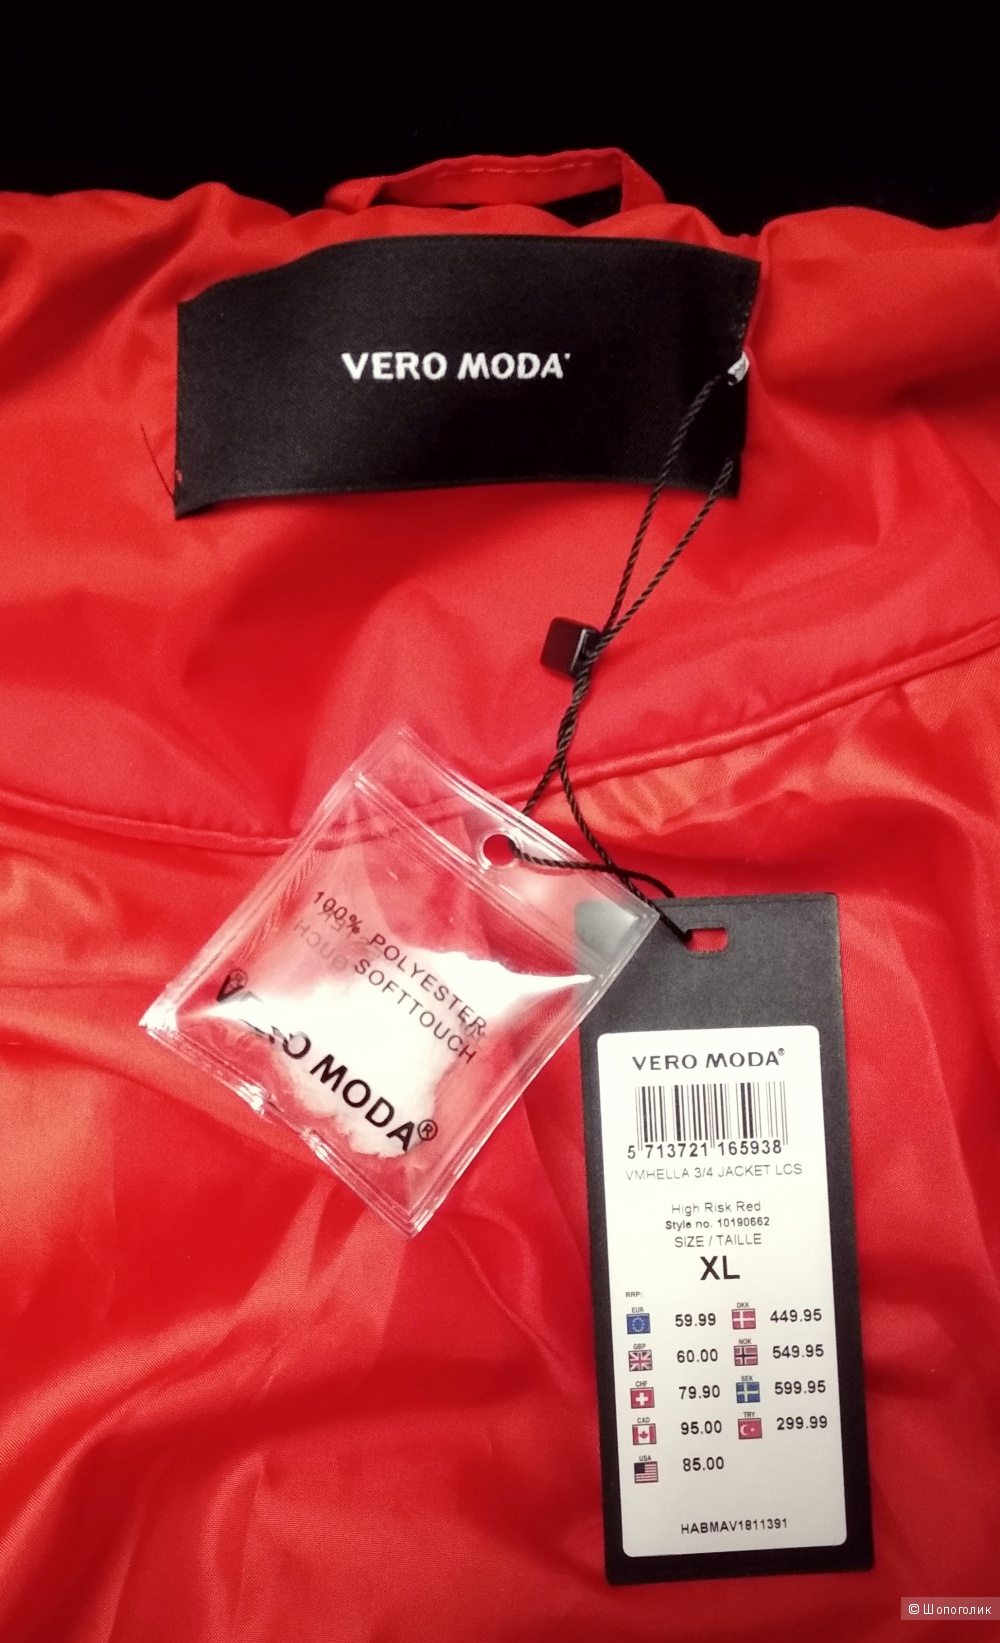 VERO MODA
100% POLYESTER
SOFTTOUCH
VERO MODA®
VERO MODA®
5 713721 165938
VMHELLA 3/4 JACKET LCS
High Risk Red
Style no. 10190662
SIZE / TAILLE
XL
RRP:
EUR 59.99 DKK 449.95
GBP 60.00 NOK 549.95
CHF 79.90 SEK 599.95
CAD 95.00 TRY 299.99
USA 85.00
HABMAV1811391
© Шопоголик